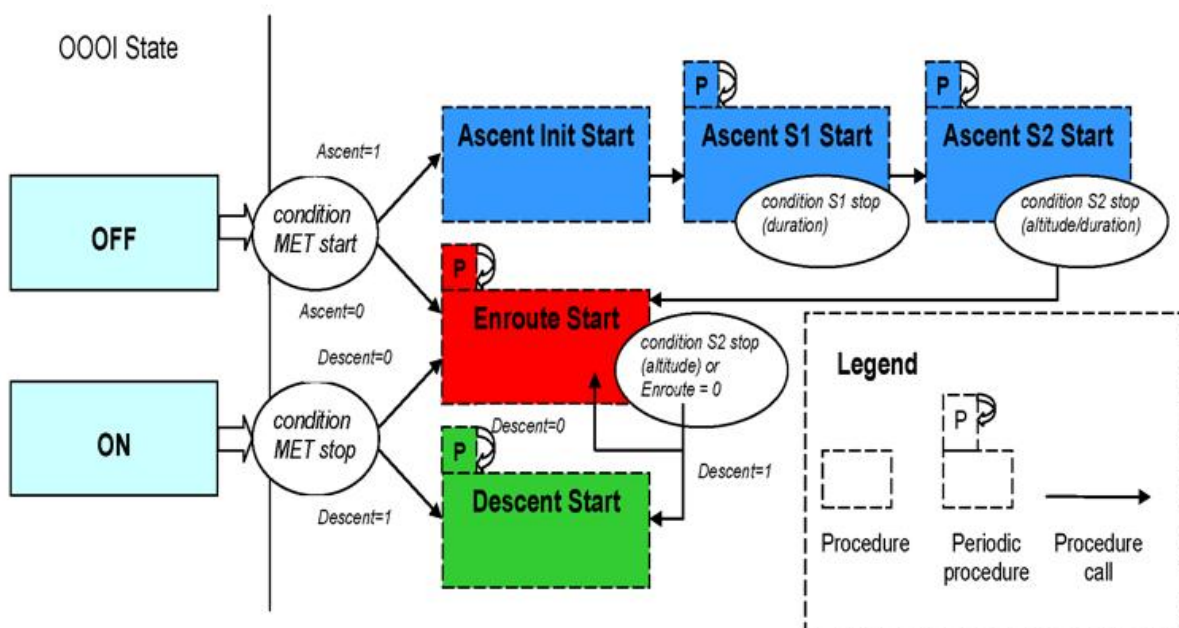 OOOI State
OFF
ON
condition
MET start
condition
MET stop
Ascent=1
Ascent=0
Descent=0
Descent=1
Ascent Init Start
P
Ascent S1 Start
condition S1 stop
(duration)
P
Ascent S2 Start
condition S2 stop
(altitude/duration)
P
Enroute Start
condition S2 stop
(altitude) or
Enroute = 0
Descent=0
Descent=1
P
Descent Start
Legend
P
Procedure
Periodic
procedure
Procedure
call